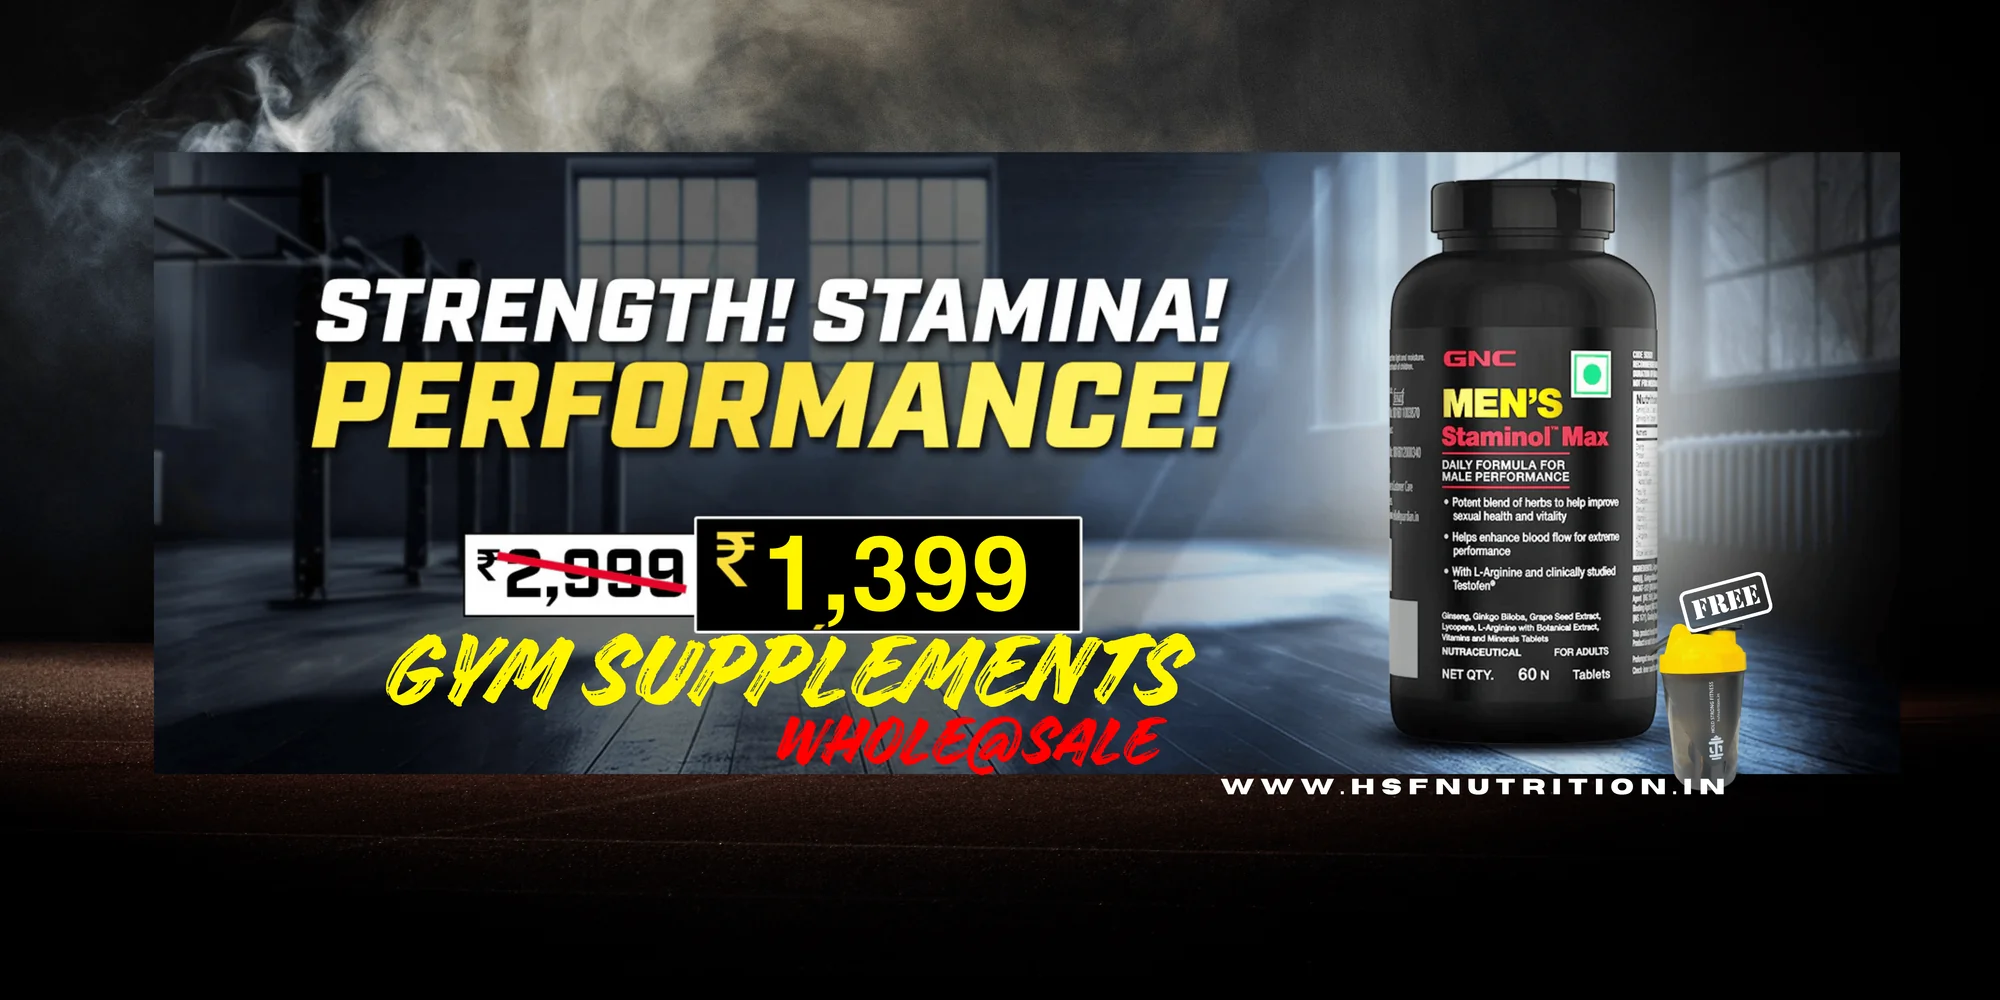 STRENGTH! STAMINA!
PERFORMANCE!
₹2,999
₹1,399
GYM SUPPLEMENTS
WHOLE@SALE
GNC
MEN'S
Staminol™ Max
DAILY FORMULA FOR
MALE PERFORMANCE
• Potent blend of herbs to help improve
sexual health and vitality
• Helps enhance blood flow for extreme
performance
• With L-Arginine and clinically studied
Testofen®
Ginseng, Ginkgo Biloba, Grape Seed Extract,
Lycopene, L-Arginine with Botanical Extract,
Vitamins and Minerals Tablets
NUTRACEUTICAL FOR ADULTS
NET QTY. 60 N Tablets
FREE
WWW.HSFNUTRITION.IN